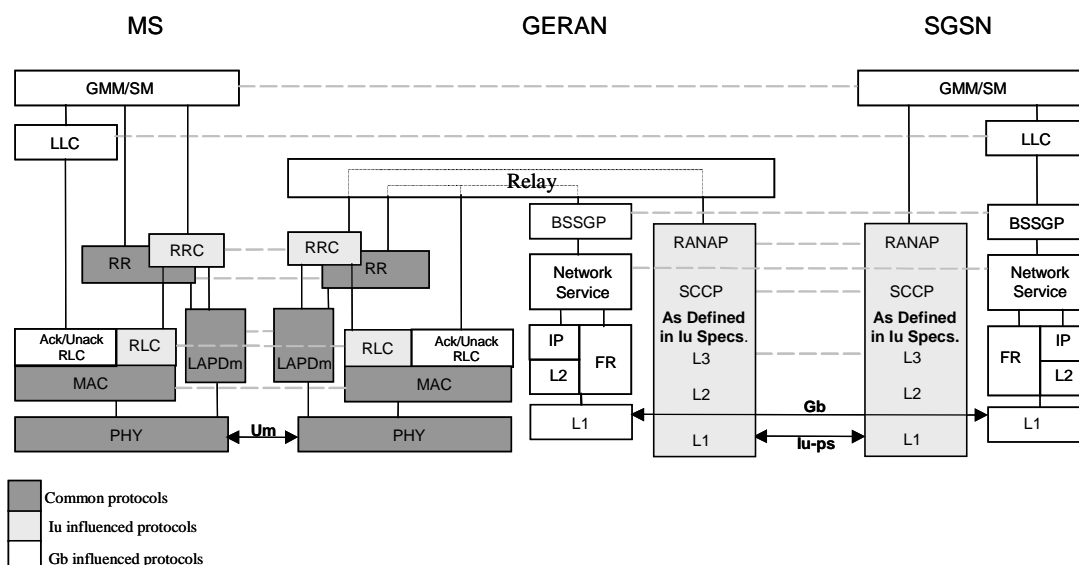 MS
GERAN
SGSN
GMM/SM
GMM/SM
LLC
LLC
Relay
BSSGP
BSSGP
RRC
RR
RRC
RR
RANAP
RANAP
Network
Service
Network
Service
SCCP
SCCP
As Defined
in Iu Specs.
As Defined
in Iu Specs.
Ack/Unack
RLC
RLC
LAPDm
LAPDm
RLC
Ack/Unack
RLC
IP
FR
L2
L3
L3
FR
IP
L2
MAC
MAC
L2
L2
Gb
PHY
Um
PHY
L1
L1
Iu-ps
L1
L1
Common protocols
Iu influenced protocols
Gb influenced protocols